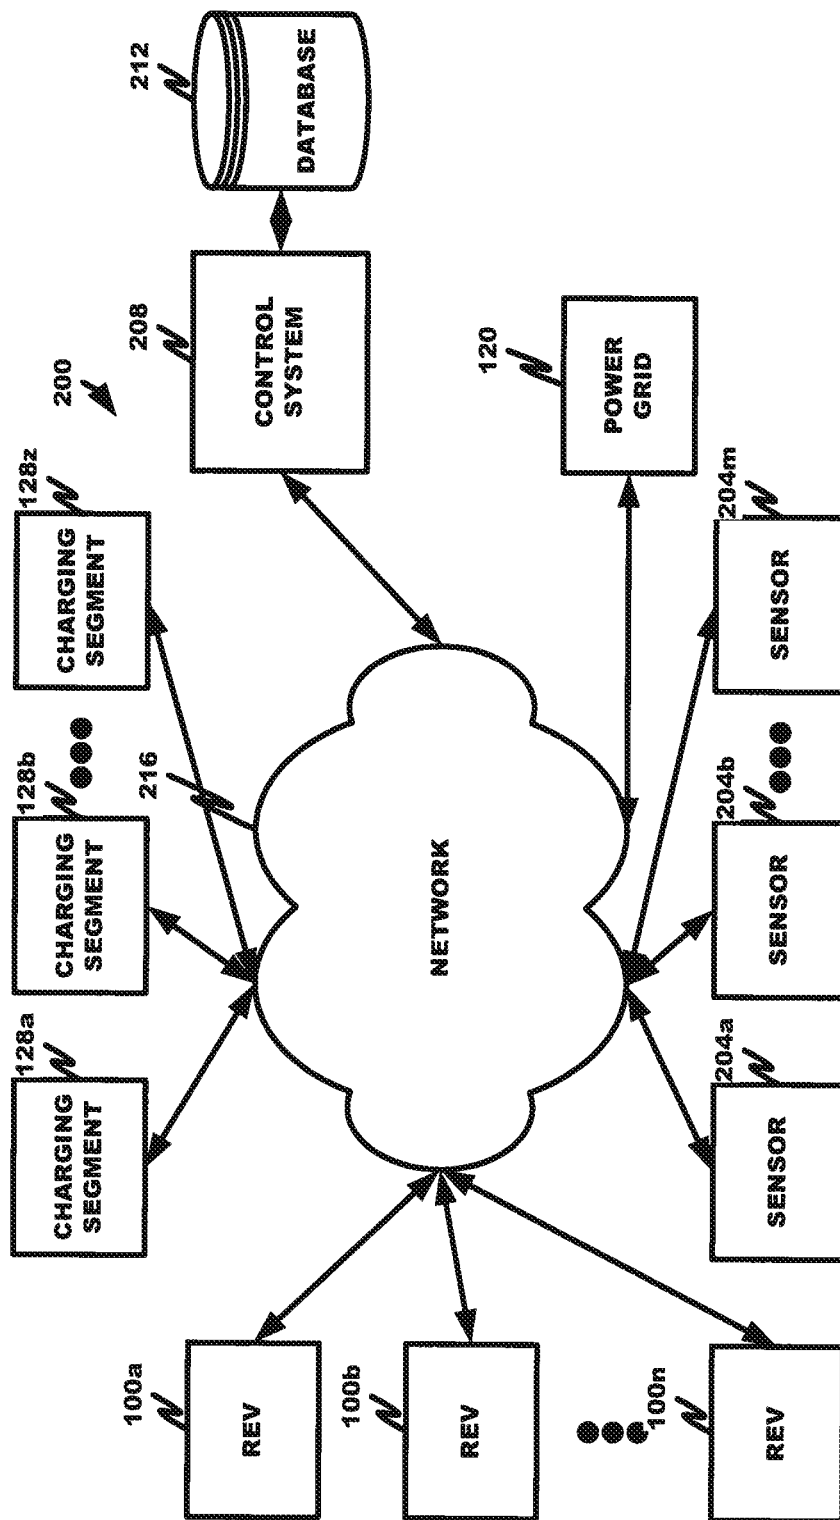 100a
REV
100b
REV
100n
REV
128a
CHARGING
SEGMENT
128b
CHARGING
SEGMENT
128z
CHARGING
SEGMENT
200
216
NETWORK
204a
SENSOR
204b
SENSOR
204m
SENSOR
208
CONTROL
SYSTEM
212
DATABASE
120
POWER
GRID